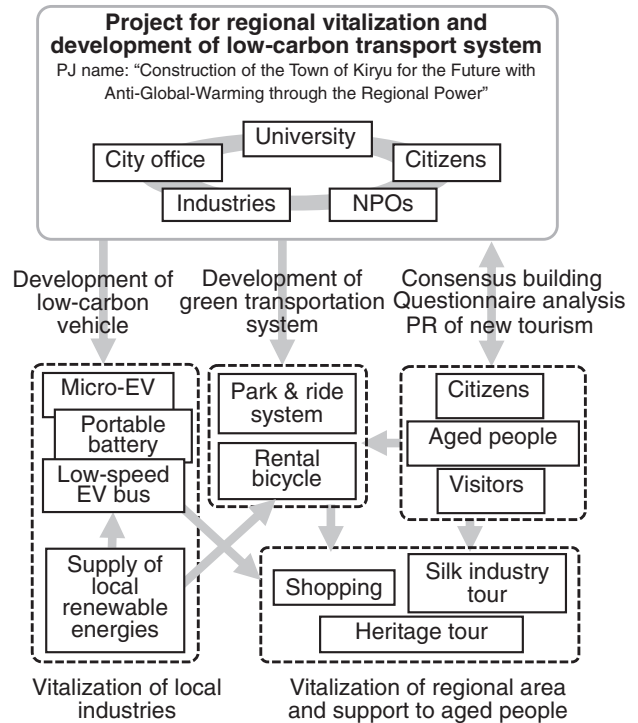 Project for regional vitalization and
development of low-carbon transport system
PJ name: “Construction of the Town of Kiryu for the Future with
Anti-Global-Warming through the Regional Power”
University
City office
Citizens
Industries
NPOs
Development of
low-carbon
vehicle
Development of
green transportation
system
Consensus building
Questionnaire analysis
PR of new tourism
Micro-EV
Portable
battery
Low-speed
EV bus
Supply of
local
renewable
energies
Park & ride
system
Rental
bicycle
Citizens
Aged people
Visitors
Shopping
Silk industry
tour
Heritage tour
Vitalization of local
industries
Vitalization of regional area
and support to aged people